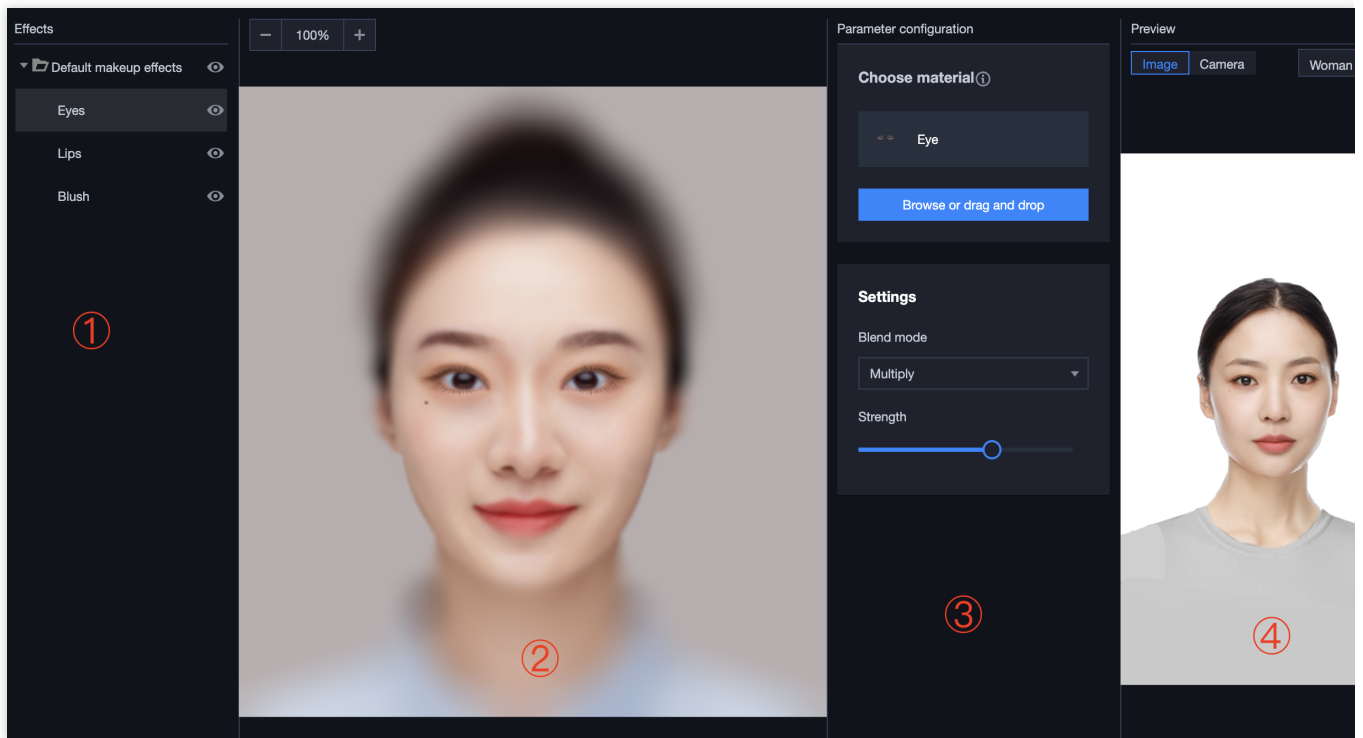 Effects
Default makeup effects
Eyes
Lips
Blush
①
− 100% +
②
Parameter configuration
Choose material
Eye
Browse or drag and drop
Settings
Blend mode
Multiply
Strength
③
Preview
Image Camera Woman
④